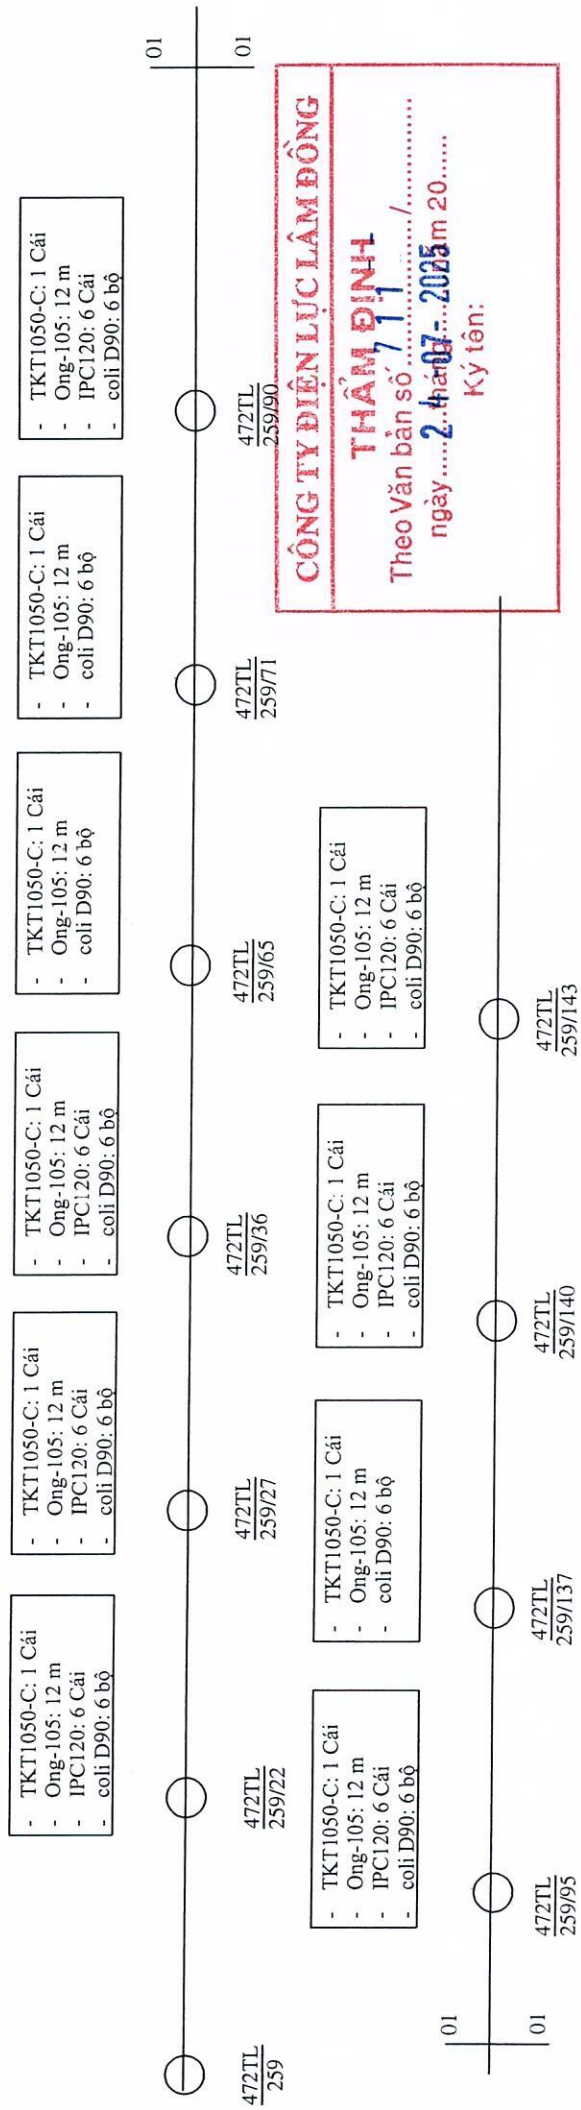 - TKT1050-C: 1 Cái
- Ong-105: 12 m
- IPC120: 6 Cái
- coli D90: 6 bộ
- TKT1050-C: 1 Cái
- Ong-105: 12 m
- IPC120: 6 Cái
- coli D90: 6 bộ
- TKT1050-C: 1 Cái
- Ong-105: 12 m
- IPC120: 6 Cái
- coli D90: 6 bộ
- TKT1050-C: 1 Cái
- Ong-105: 12 m
- coli D90: 6 bộ
- TKT1050-C: 1 Cái
- Ong-105: 12 m
- coli D90: 6 bộ
- TKT1050-C: 1 Cái
- Ong-105: 12 m
- IPC120: 6 Cái
- coli D90: 6 bộ
01
01
472TL
259
472TL
259/22
472TL
259/27
472TL
259/36
472TL
259/65
472TL
259/71
472TL
259/90
- TKT1050-C: 1 Cái
- Ong-105: 12 m
- IPC120: 6 Cái
- coli D90: 6 bộ
- TKT1050-C: 1 Cái
- Ong-105: 12 m
- coli D90: 6 bộ
- TKT1050-C: 1 Cái
- Ong-105: 12 m
- IPC120: 6 Cái
- coli D90: 6 bộ
- TKT1050-C: 1 Cái
- Ong-105: 12 m
- IPC120: 6 Cái
- coli D90: 6 bộ
01
01
472TL
259/95
472TL
259/137
472TL
259/140
472TL
259/143
CÔNG TY ĐIỆN LỰC LÂM ĐỒNG
THẨM ĐỊNH
Theo Văn bản số 711 /
ngày 24 tháng 07 năm 20 2025
Ký tên: